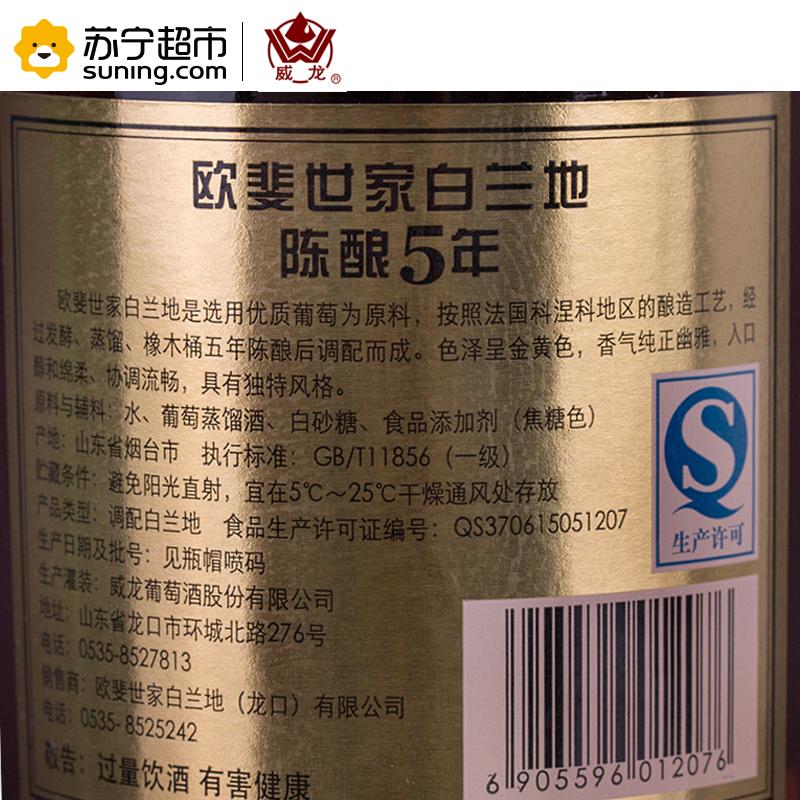 苏宁超市
suning.com
威龙®
欧斐世家白兰地
陈酿5年
欧斐世家白兰地是选用优质葡萄为原料，按照法国科涅科地区的酿造工艺，经
过发酵、蒸馏、橡木桶五年陈酿后调配而成。色泽呈金黄色，香气纯正幽雅，入口
醇和绵柔、协调流畅，具有独特风格。
原料与辅料：水、葡萄蒸馏酒、白砂糖、食品添加剂（焦糖色）
产地：山东省烟台市 执行标准：GB/T11856（一级）
贮藏条件：避免阳光直射，宜在5℃～25℃干燥通风处存放
产品类型：调配白兰地 食品生产许可证编号：QS370615051207
生产日期及批号：见瓶帽喷码
生产灌装：威龙葡萄酒股份有限公司
地址：山东省龙口市环城北路276号
电话：0535-8527813
销售商：欧斐世家白兰地（龙口）有限公司
电话：0535-8525242
敬告：过量饮酒 有害健康
QS
生产许可
6 905596 012076